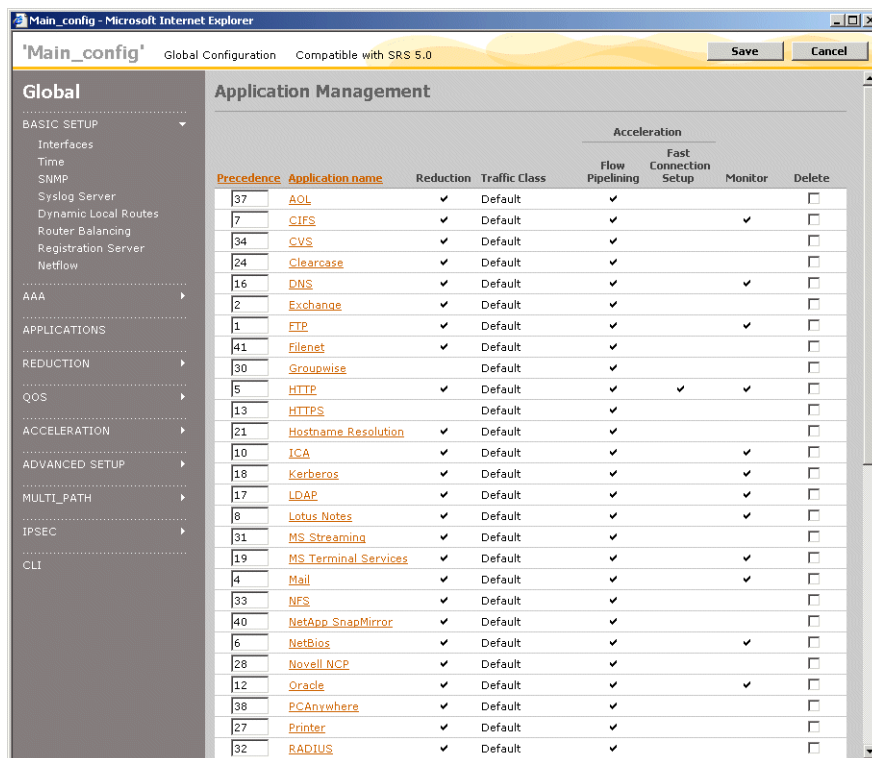 Main_config - Microsoft Internet Explorer
'Main_config' Global Configuration Compatible with SRS 5.0 Save Cancel
Global
BASIC SETUP
Interfaces
Time
SNMP
Syslog Server
Dynamic Local Routes
Router Balancing
Registration Server
Netflow
AAA
APPLICATIONS
REDUCTION
QOS
ACCELERATION
ADVANCED SETUP
MULTI_PATH
IPSEC
CLI
Application Management
Acceleration
Precedence Application name Reduction Traffic Class Flow Pipelining Fast Connection Setup Monitor Delete
37 AOL ✔ Default ✔
7 CIFS ✔ Default ✔ ✔
34 CVS ✔ Default ✔
24 Clearcase ✔ Default ✔
16 DNS ✔ Default ✔ ✔
2 Exchange ✔ Default ✔
1 FTP ✔ Default ✔ ✔
41 Filenet ✔ Default ✔
30 Groupwise Default ✔
5 HTTP ✔ Default ✔ ✔ ✔
13 HTTPS Default ✔
21 Hostname Resolution ✔ Default ✔
10 ICA ✔ Default ✔ ✔
18 Kerberos ✔ Default ✔ ✔
17 LDAP ✔ Default ✔ ✔
8 Lotus Notes ✔ Default ✔ ✔
31 MS Streaming ✔ Default ✔
19 MS Terminal Services ✔ Default ✔ ✔
4 Mail ✔ Default ✔ ✔
33 NFS ✔ Default ✔
40 NetApp SnapMirror ✔ Default ✔
6 NetBios ✔ Default ✔ ✔
28 Novell NCP ✔ Default ✔
12 Oracle ✔ Default ✔ ✔
38 PCAnywhere ✔ Default ✔
27 Printer ✔ Default ✔
32 RADIUS ✔ Default ✔